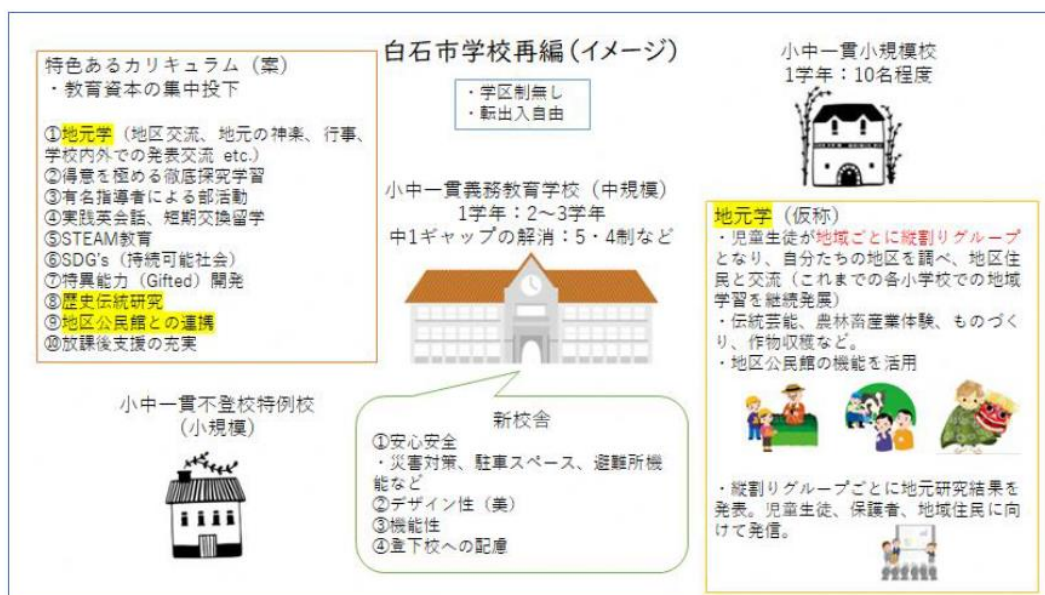 白石市学校再編(イメージ)
・学区制無し
・転出入自由
特色あるカリキュラム(案)
・教育資本の集中投下
①地元学(地区交流、地元の神楽、行事、
学校内外での発表交流 etc.)
②得意を極める徹底探究学習
③有名指導者による部活動
④実践英会話、短期交換留学
⑤STEAM教育
⑥SDG's(持続可能社会)
⑦特異能力(Gifted)開発
⑧歴史伝統研究
⑨地区公民館との連携
⑩放課後支援の充実
小中一貫義務教育学校(中規模)
1学年:2~3学年
中1ギャップの解消:5・4制など
小中一貫小規模校
1学年:10名程度
地元学(仮称)
・児童生徒が地域ごとに縦割りグループ
となり、自分たちの地区を調べ、地区住
民と交流(これまでの各小学校での地域
学習を継続発展)
・伝統芸能、農林畜産業体験、ものづく
り、作物収穫など。
・地区公民館の機能を活用
・縦割りグループごとに地元研究結果を
発表。児童生徒、保護者、地域住民に向
けて発信。
小中一貫不登校特例校
(小規模)
新校舎
①安心安全
・災害対策、駐車スペース、避難所機
能など
②デザイン性(美)
③機能性
④登下校への配慮